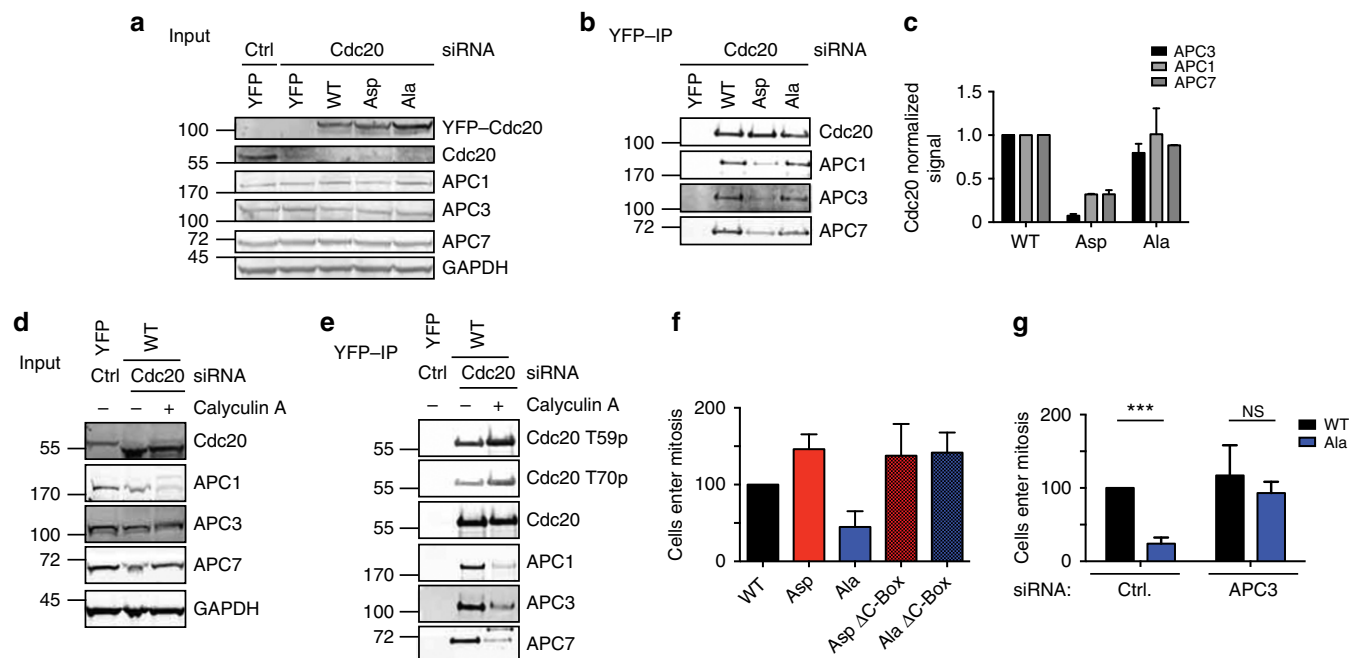 a
Input
Ctrl Cdc20 siRNA
YFP YFP WT Asp Ala
100 YFP–Cdc20
55 Cdc20
170 APC1
100 APC3
72 APC7
45 GAPDH
b
YFP–IP
Cdc20 siRNA
YFP WT Asp Ala
100 Cdc20
170 APC1
100 APC3
72 APC7
c
APC3
APC1
APC7
Cdc20 normalized
signal
1.5
1.0
0.5
0
WT Asp Ala
d
Input
YFP WT
Ctrl Cdc20 siRNA
– – + Calyculin A
55 Cdc20
170 APC1
100 APC3
72 APC7
45 GAPDH
e
YFP–IP
YFP WT
Ctrl Cdc20 siRNA
– – + Calyculin A
55 Cdc20 T59p
55 Cdc20 T70p
55 Cdc20
170 APC1
100 APC3
72 APC7
f
Cells enter mitosis
200
100
0
WT Asp Ala Asp ΔC-Box Ala ΔC-Box
g
Cells enter mitosis
200
100
0
*** NS
WT
Ala
siRNA: Ctrl. APC3